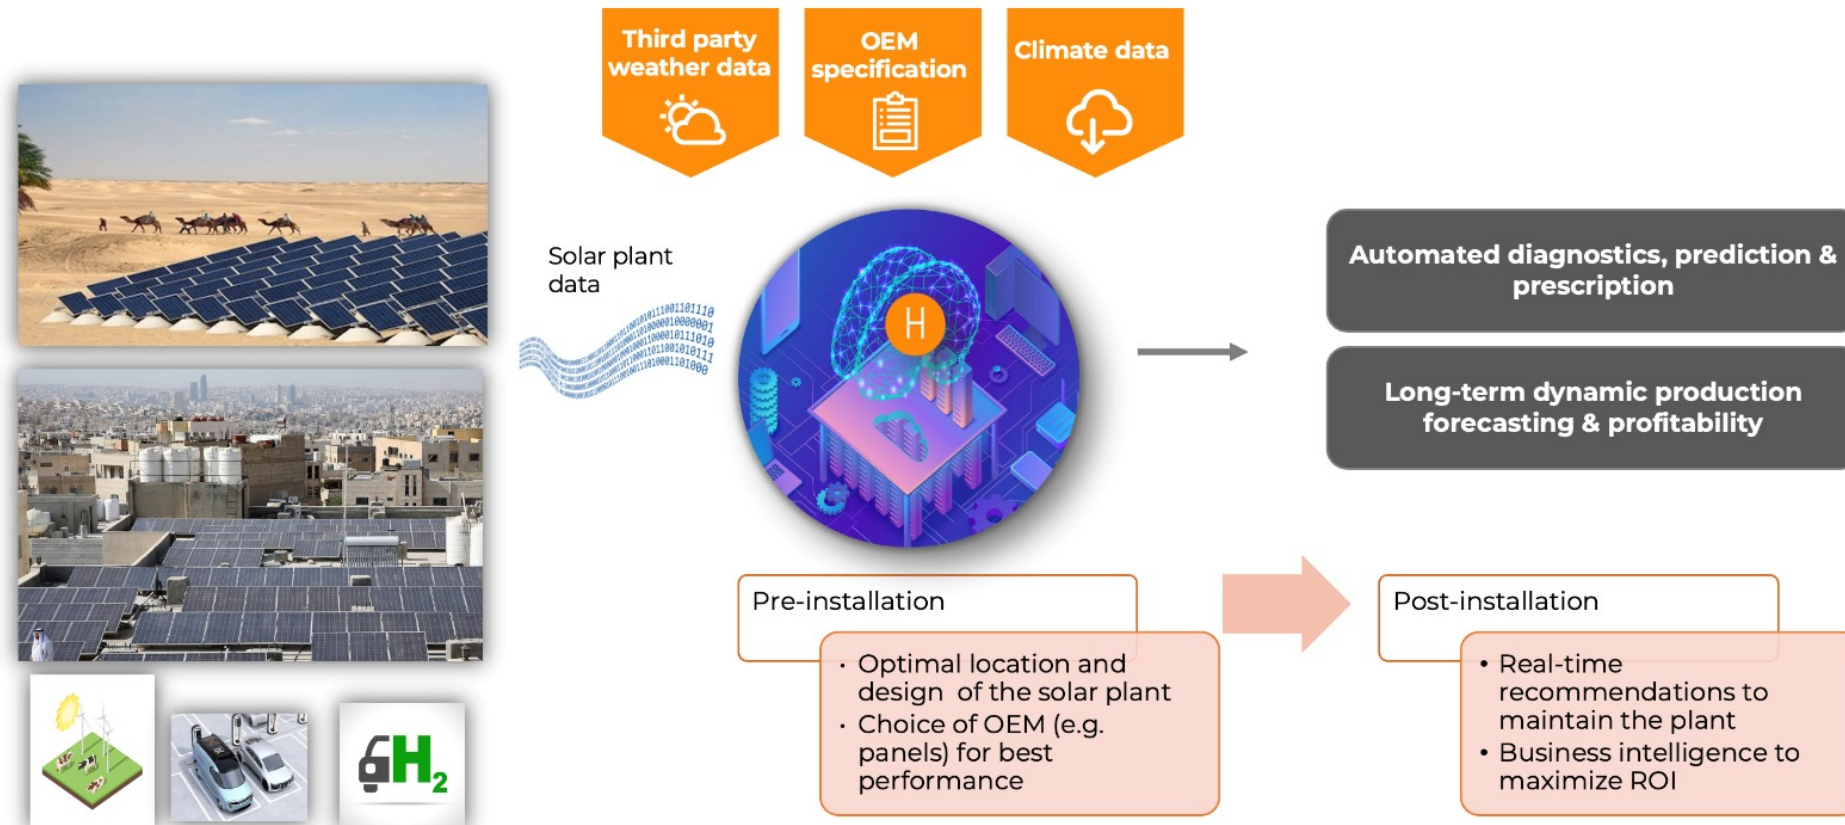 Third party
weather data
OEM
specification
Climate data
Solar plant
data
H
Automated diagnostics, prediction &
prescription
Long-term dynamic production
forecasting & profitability
Pre-installation
· Optimal location and
design of the solar plant
· Choice of OEM (e.g.
panels) for best
performance
Post-installation
• Real-time
recommendations to
maintain the plant
• Business intelligence to
maximize ROI
H2